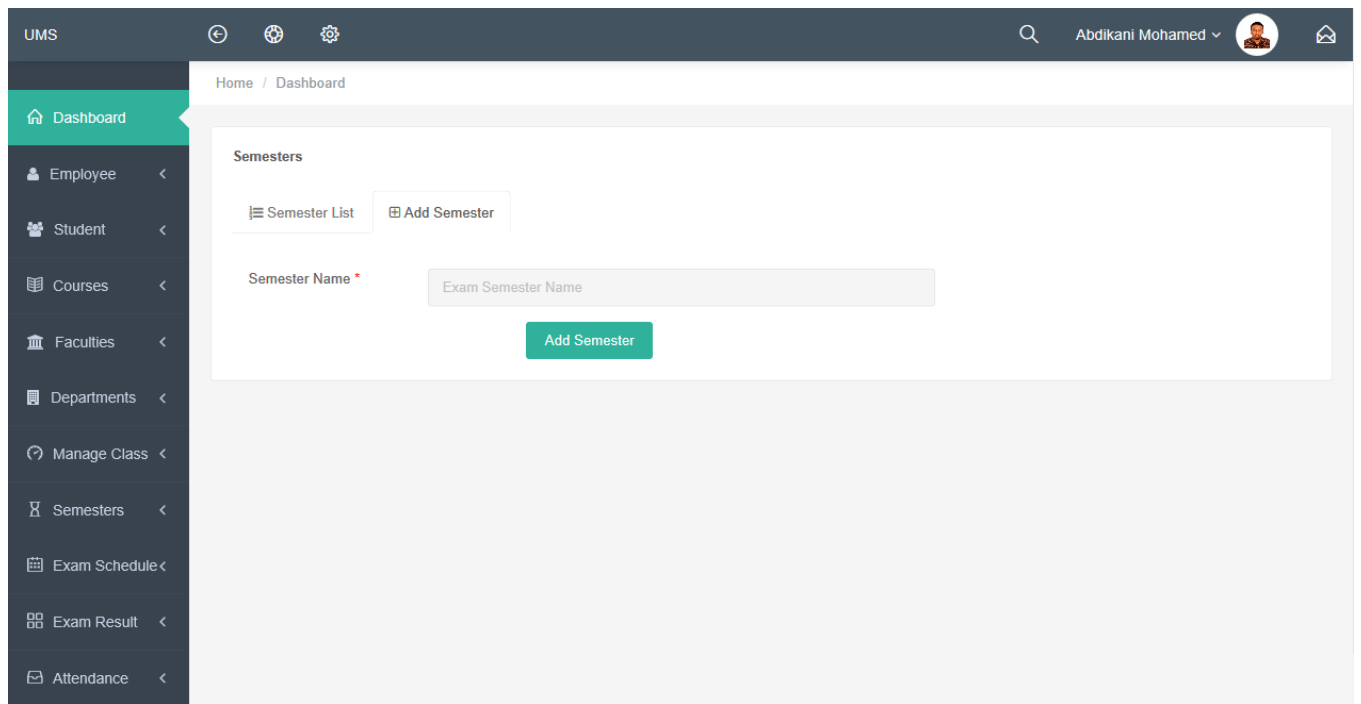 UMS
Abdikani Mohamed
Home / Dashboard
Dashboard
Employee
Student
Courses
Faculties
Departments
Manage Class
Semesters
Exam Schedule
Exam Result
Attendance
Semesters
Semester List
Add Semester
Semester Name *
Exam Semester Name
Add Semester